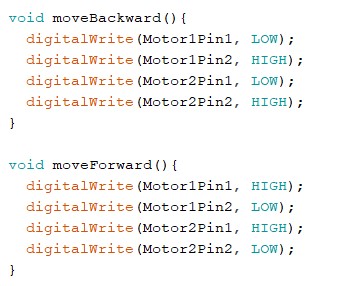 void moveBackward(){
  digitalWrite(Motor1Pin1, LOW);
  digitalWrite(Motor1Pin2, HIGH);
  digitalWrite(Motor2Pin1, LOW);
  digitalWrite(Motor2Pin2, HIGH);
}

void moveForward(){
  digitalWrite(Motor1Pin1, HIGH);
  digitalWrite(Motor1Pin2, LOW);
  digitalWrite(Motor2Pin1, HIGH);
  digitalWrite(Motor2Pin2, LOW);
}